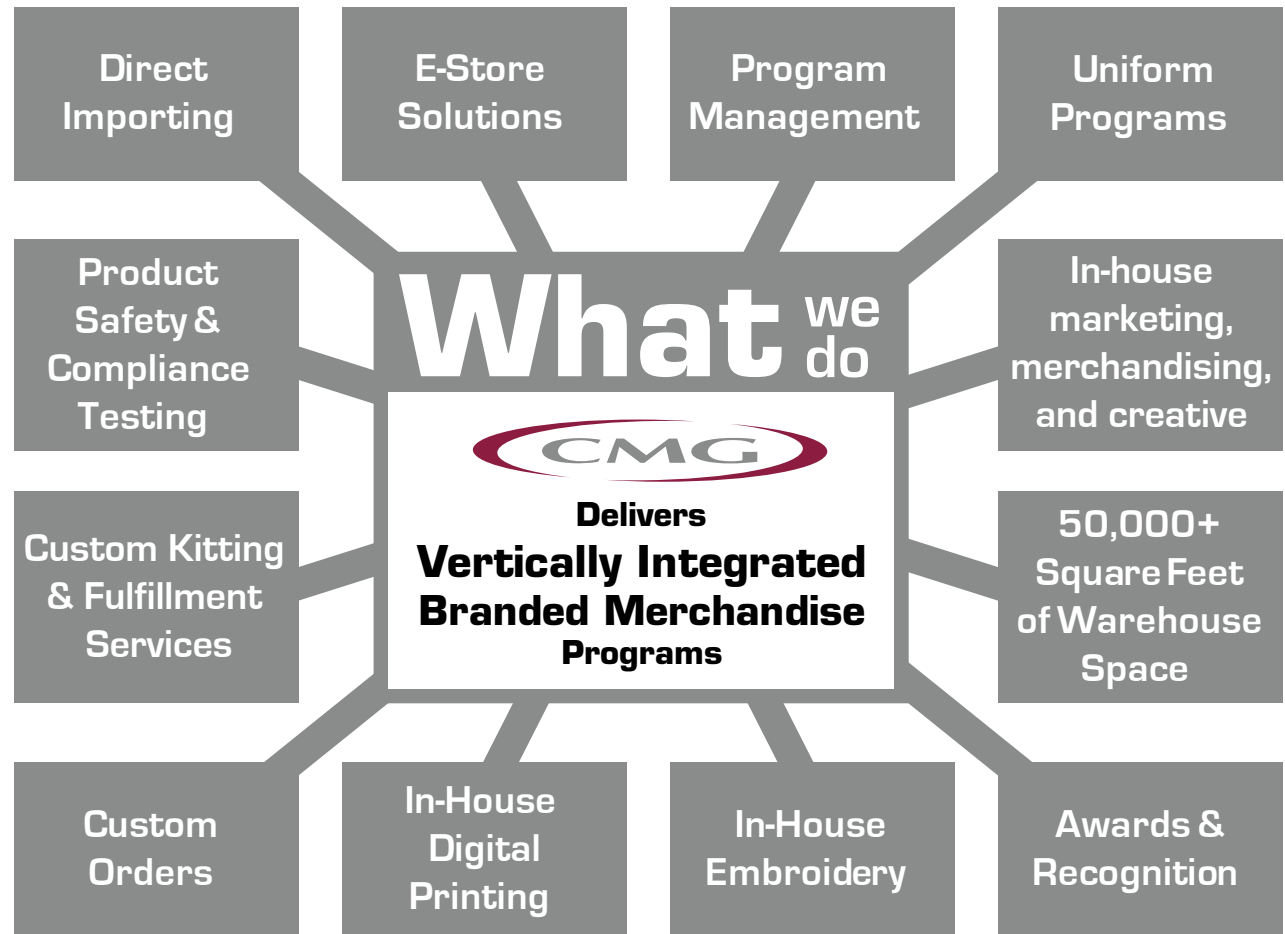 Direct
Importing
E-Store
Solutions
Program
Management
Uniform
Programs
Product
Safety &
Compliance
Testing
What we do
In-house
marketing,
merchandising,
and creative
CMG
Delivers
Vertically Integrated
Branded Merchandise
Programs
Custom Kitting
& Fulfillment
Services
50,000+
Square Feet
of Warehouse
Space
Custom
Orders
In-House
Digital
Printing
In-House
Embroidery
Awards &
Recognition